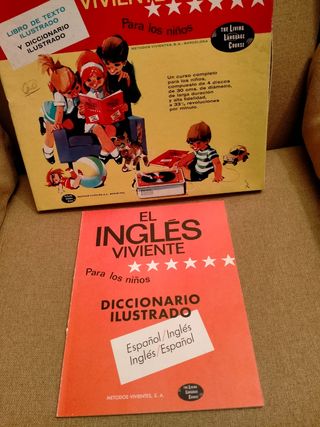 VIVIENTE
LIBRO DE TEXTO
ILUSTRADO
Y DICCIONARIO
ILUSTRADO
Para los niños
METODOS VIVIENTES, S.A. BARCELONA
THE LIVING
LANGUAGE
COURSE
Un curso completo
para los niños,
compuesto de 4 discos
de 30 cms. de diámetro,
de larga duración
y alta fidelidad,
a 33⅓ revoluciones
por minuto.
EL
INGLÉS
VIVIENTE
Para los niños
DICCIONARIO
ILUSTRADO
Español/Inglés
Inglés/Español
METODOS VIVIENTES, S. A.
THE LIVING
LANGUAGE
COURSE